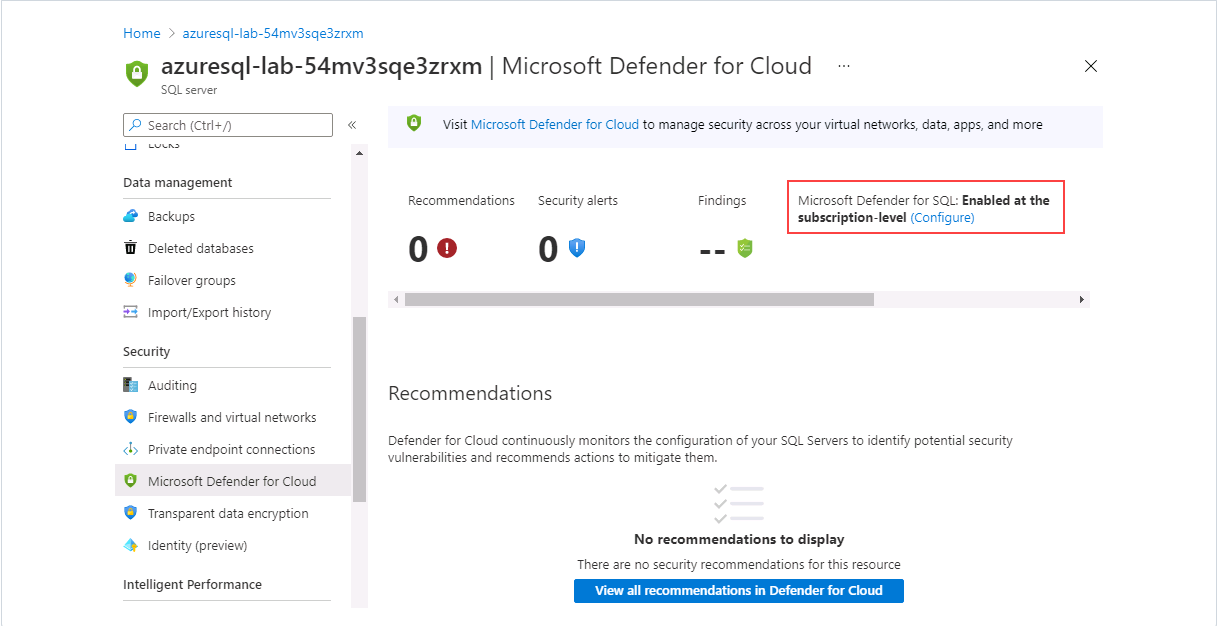 Home > azuresql-lab-54mv3sqe3zrxm
azuresql-lab-54mv3sqe3zrxm | Microsoft Defender for Cloud ...
SQL server
Search (Ctrl+/)
«
Locks
Data management
Backups
Deleted databases
Failover groups
Import/Export history
Security
Auditing
Firewalls and virtual networks
Private endpoint connections
Microsoft Defender for Cloud
Transparent data encryption
Identity (preview)
Intelligent Performance
Visit Microsoft Defender for Cloud to manage security across your virtual networks, data, apps, and more
Recommendations
0
Security alerts
0
Findings
--
Microsoft Defender for SQL: Enabled at the
subscription-level (Configure)
Recommendations
Defender for Cloud continuously monitors the configuration of your SQL Servers to identify potential security
vulnerabilities and recommends actions to mitigate them.
No recommendations to display
There are no security recommendations for this resource
View all recommendations in Defender for Cloud